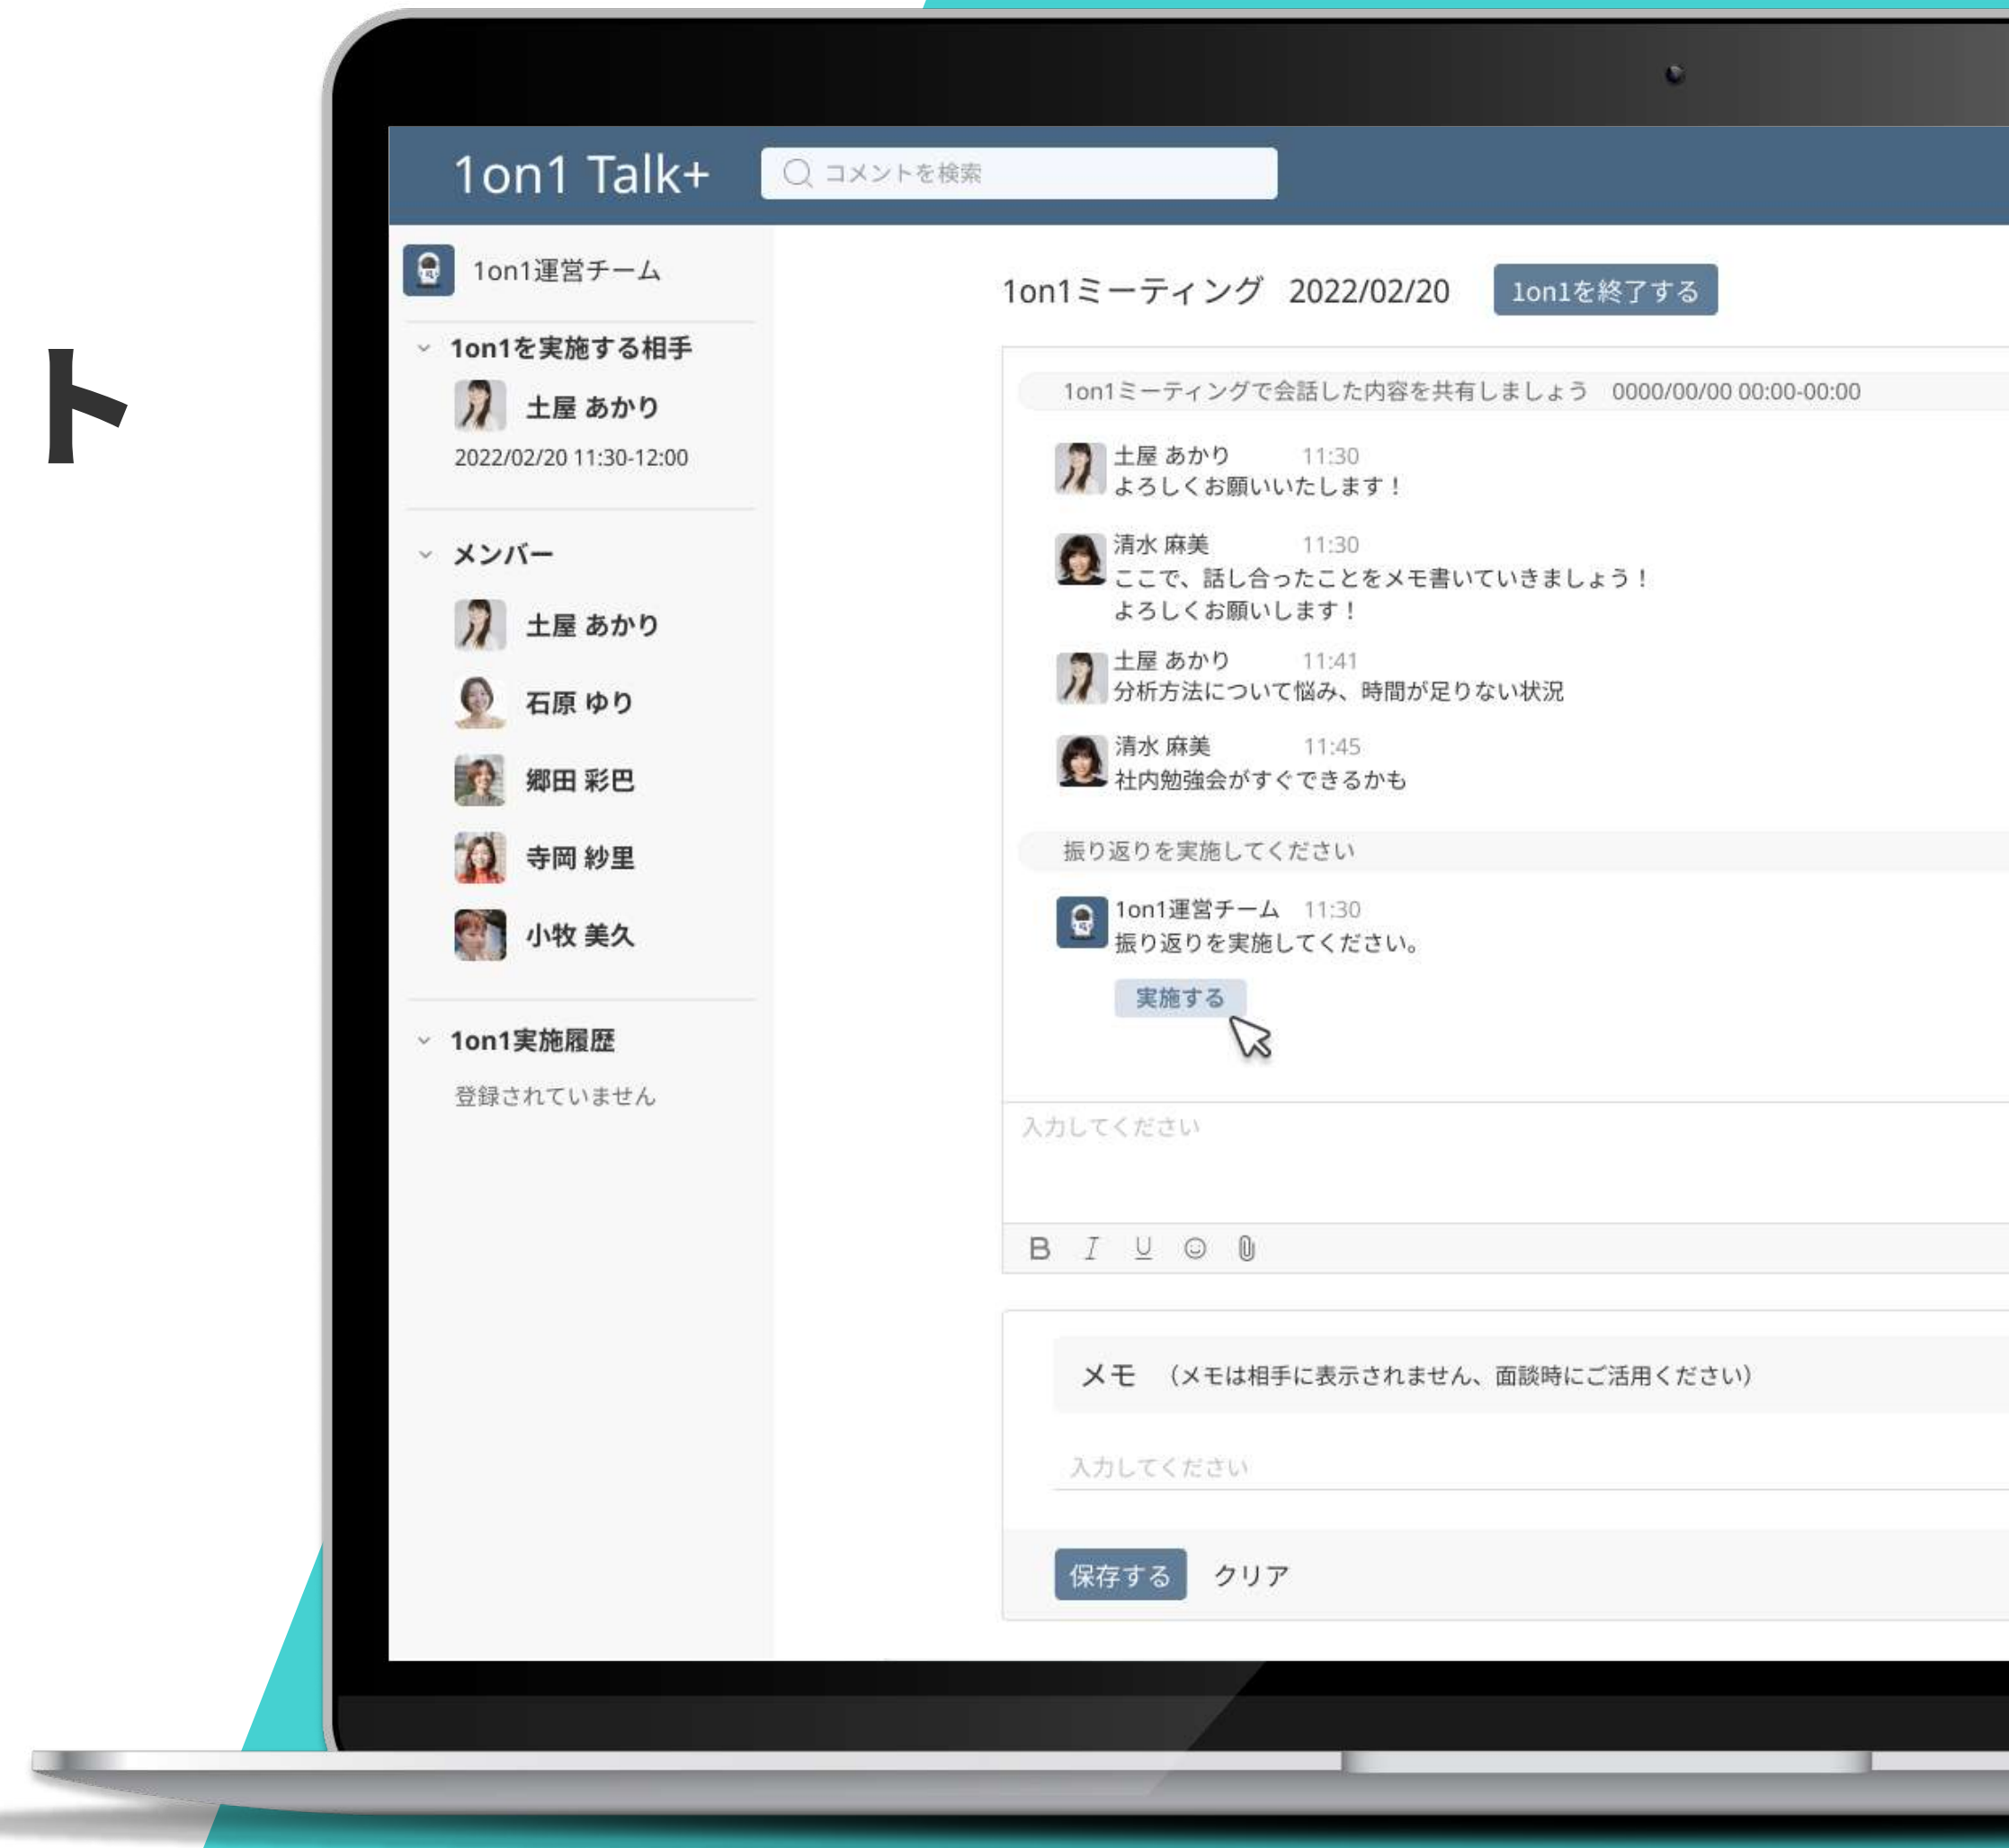 ト
1on1 Talk+
コメントを検索
1on1運営チーム
1on1を実施する相手
土屋 あかり
2022/02/20 11:30-12:00
メンバー
土屋 あかり
石原 ゆり
郷田 彩巴
寺岡 紗里
小牧 美久
1on1実施履歴
登録されていません
1on1ミーティング 2022/02/20
1on1を終了する
1on1ミーティングで会話した内容を共有しましょう 0000/00/00 00:00-00:00
土屋 あかり 11:30
よろしくお願いいたします！
清水 麻美 11:30
ここで、話し合ったことをメモ書いていきましょう！
よろしくお願いします！
土屋 あかり 11:41
分析方法について悩み、時間が足りない状況
清水 麻美 11:45
社内勉強会がすぐできるかも
振り返りを実施してください
1on1運営チーム 11:30
振り返りを実施してください。
実施する
入力してください
B I U
メモ （メモは相手に表示されません、面談時にご活用ください）
入力してください
保存する クリア